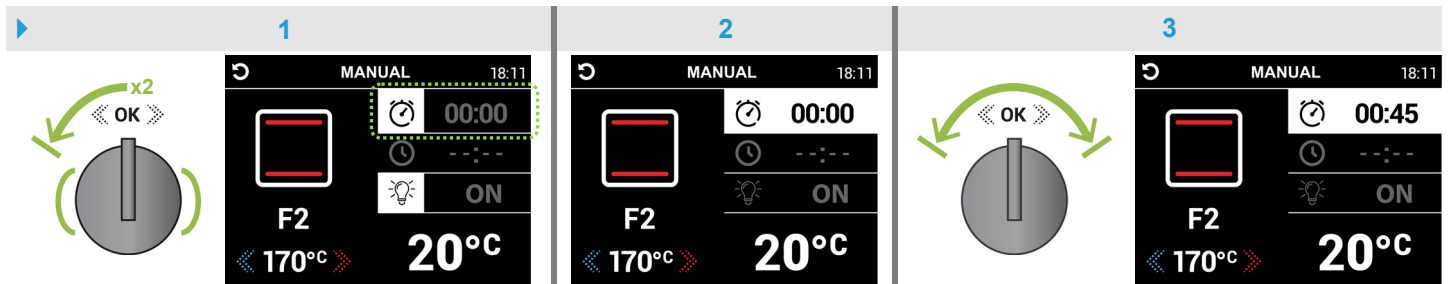 1
2
3
x2
OK
MANUAL 18:11
00:00
--:--
ON
F2
170°C
20°C
MANUAL 18:11
00:00
--:--
ON
F2
170°C
20°C
OK
MANUAL 18:11
00:45
--:--
ON
F2
170°C
20°C